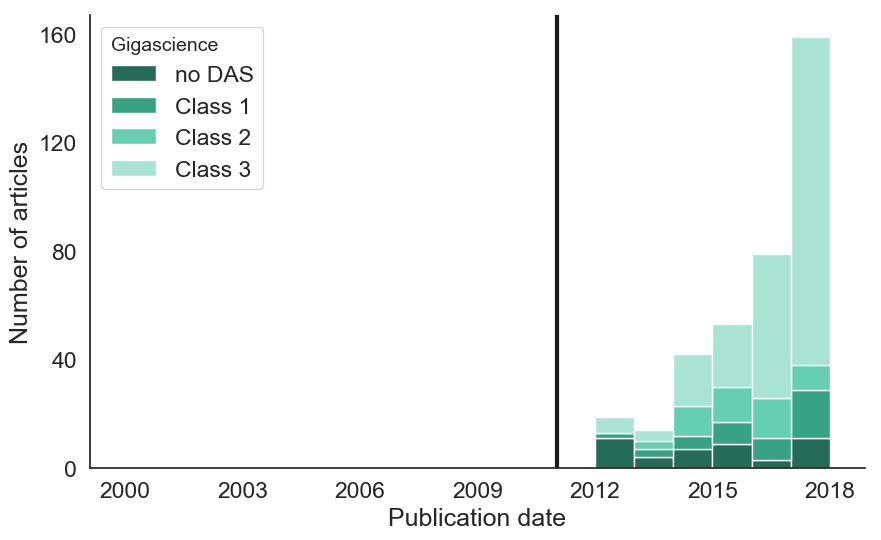 Gigascience
no DAS
Class 1
Class 2
Class 3
Number of articles
160
120
80
40
0
2000 2003 2006 2009 2012 2015 2018
Publication date